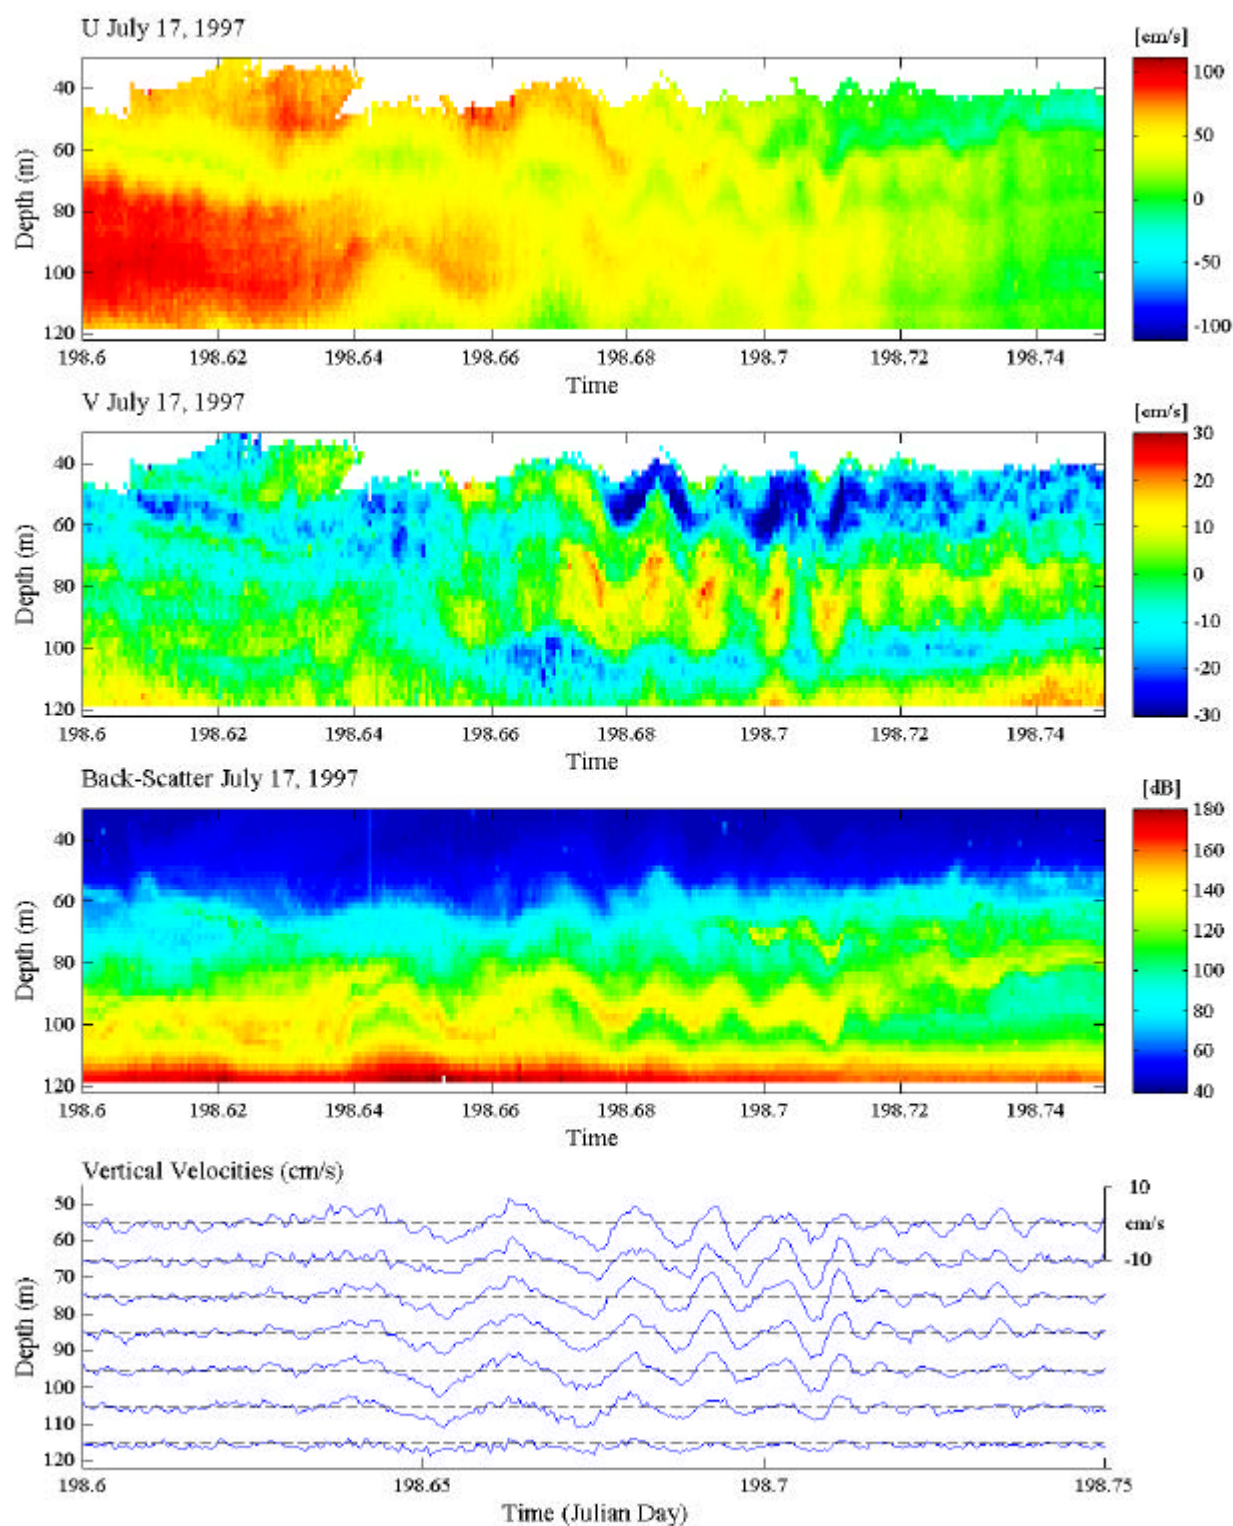 U July 17, 1997
[cm/s]
40
60
80
100
120
Depth (m)
100
50
0
-50
-100
198.6 198.62 198.64 198.66 198.68 198.7 198.72 198.74
Time
V July 17, 1997
[cm/s]
40
60
80
100
120
Depth (m)
30
20
10
0
-10
-20
-30
198.6 198.62 198.64 198.66 198.68 198.7 198.72 198.74
Time
Back-Scatter July 17, 1997
[dB]
40
60
80
100
120
Depth (m)
180
160
140
120
100
80
60
40
198.6 198.62 198.64 198.66 198.68 198.7 198.72 198.74
Time
Vertical Velocities (cm/s)
50
60
70
80
90
100
110
120
Depth (m)
10
cm/s
-10
198.6 198.65 198.7 198.75
Time (Julian Day)